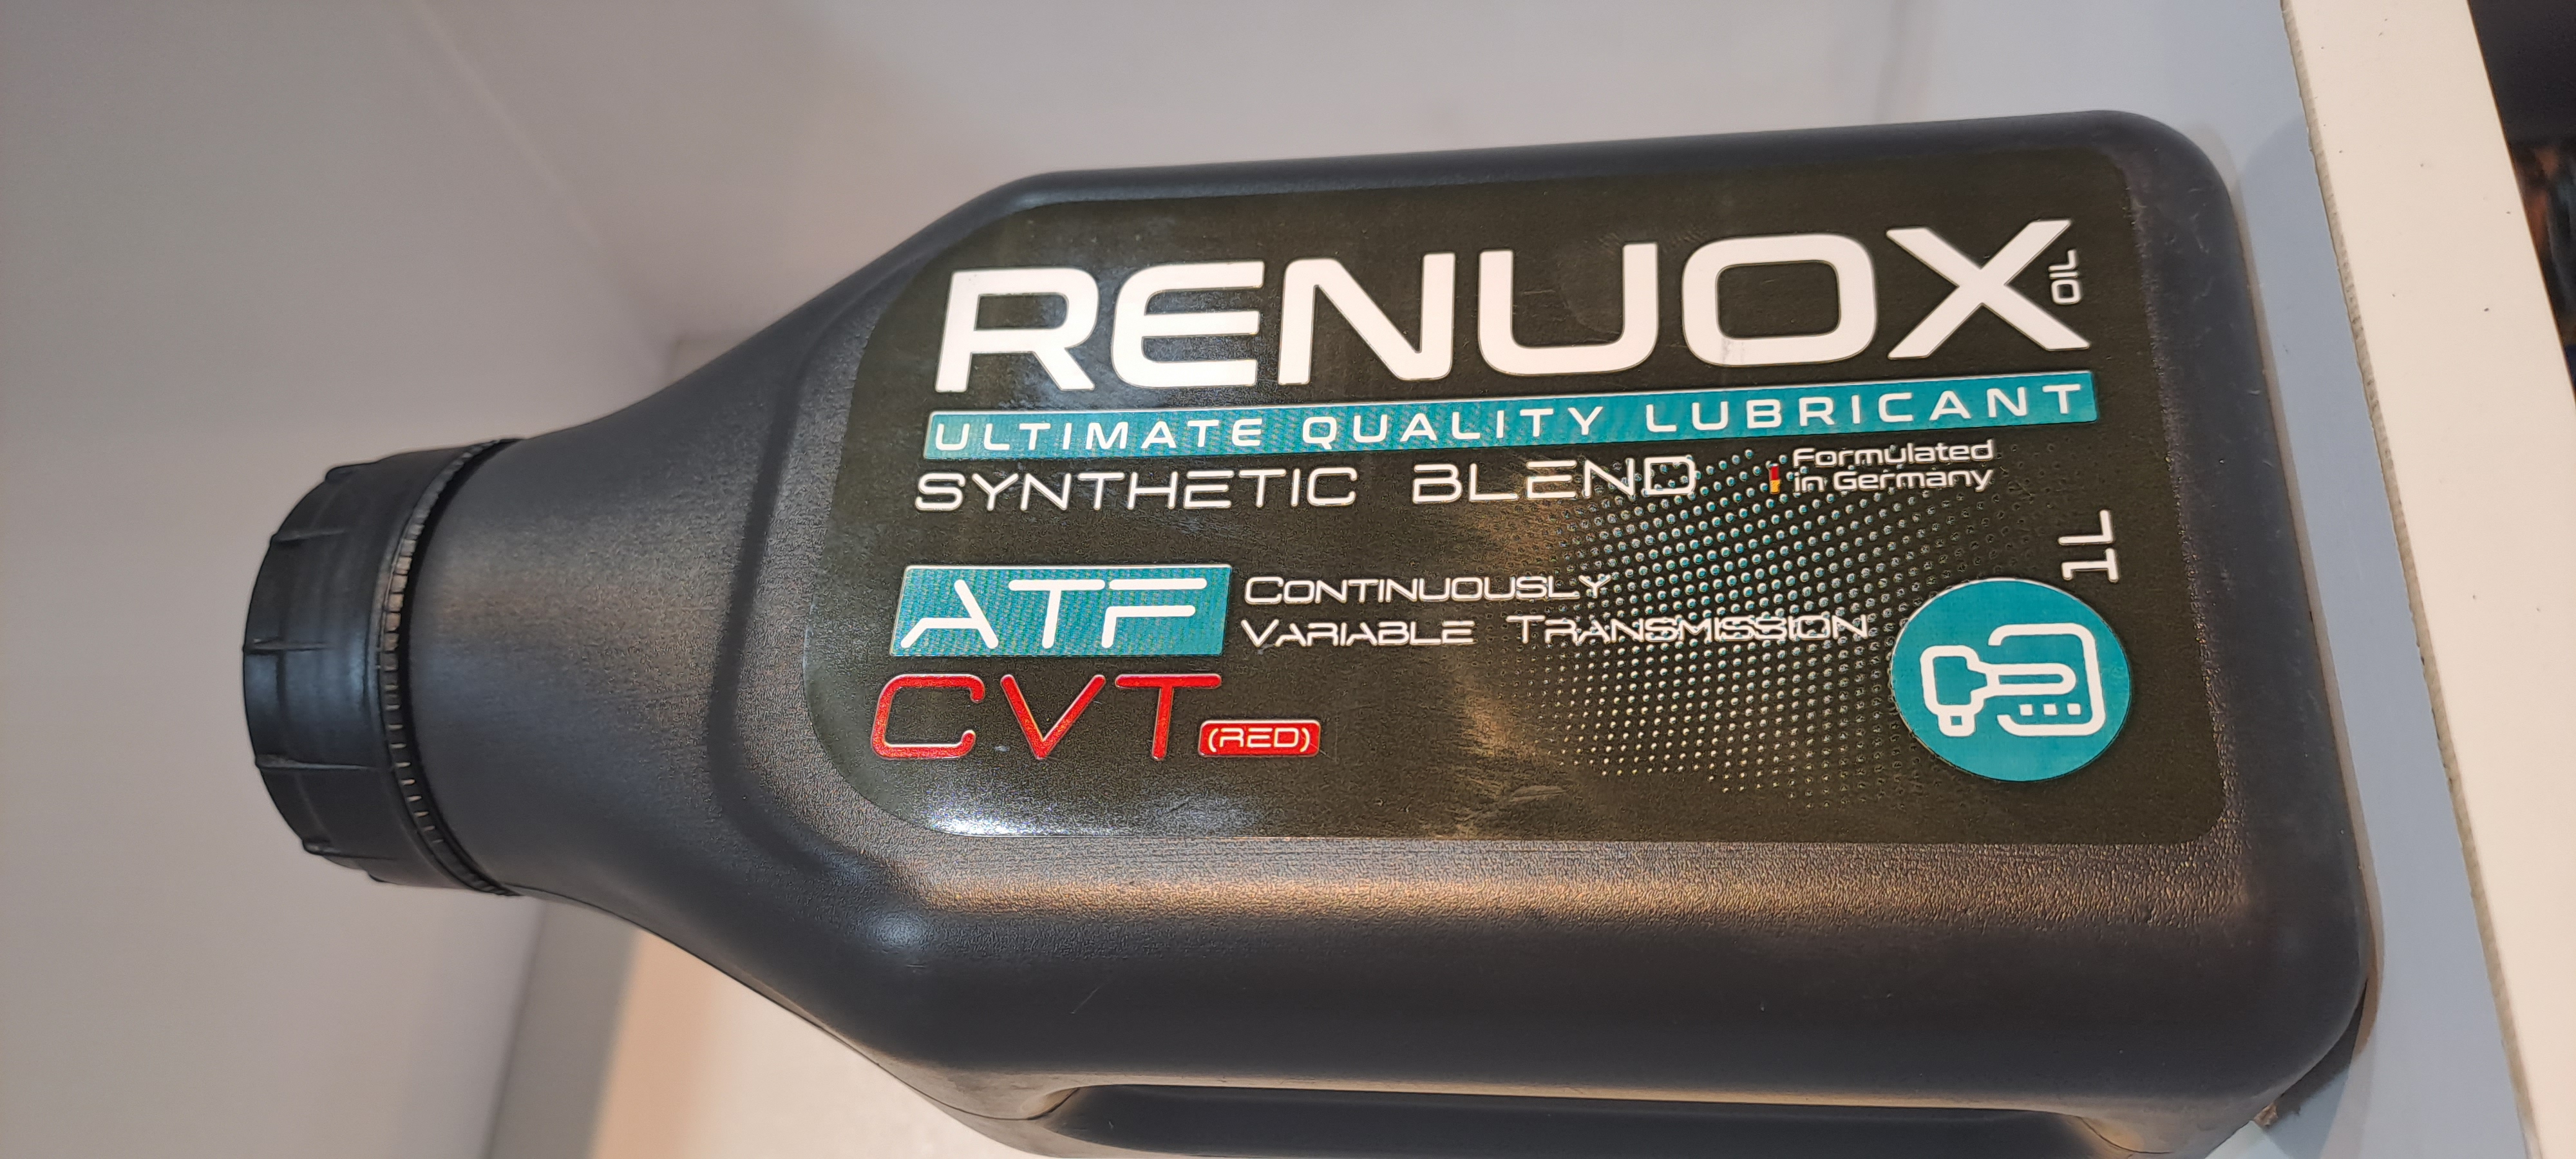 RENUOX
OIL
ULTIMATE QUALITY LUBRICANT
SYNTHETIC BLEND
Formulated
in Germany
ATF
CONTINUOUSLY
VARIABLE TRANSMISSION
CVT (RED)
1L